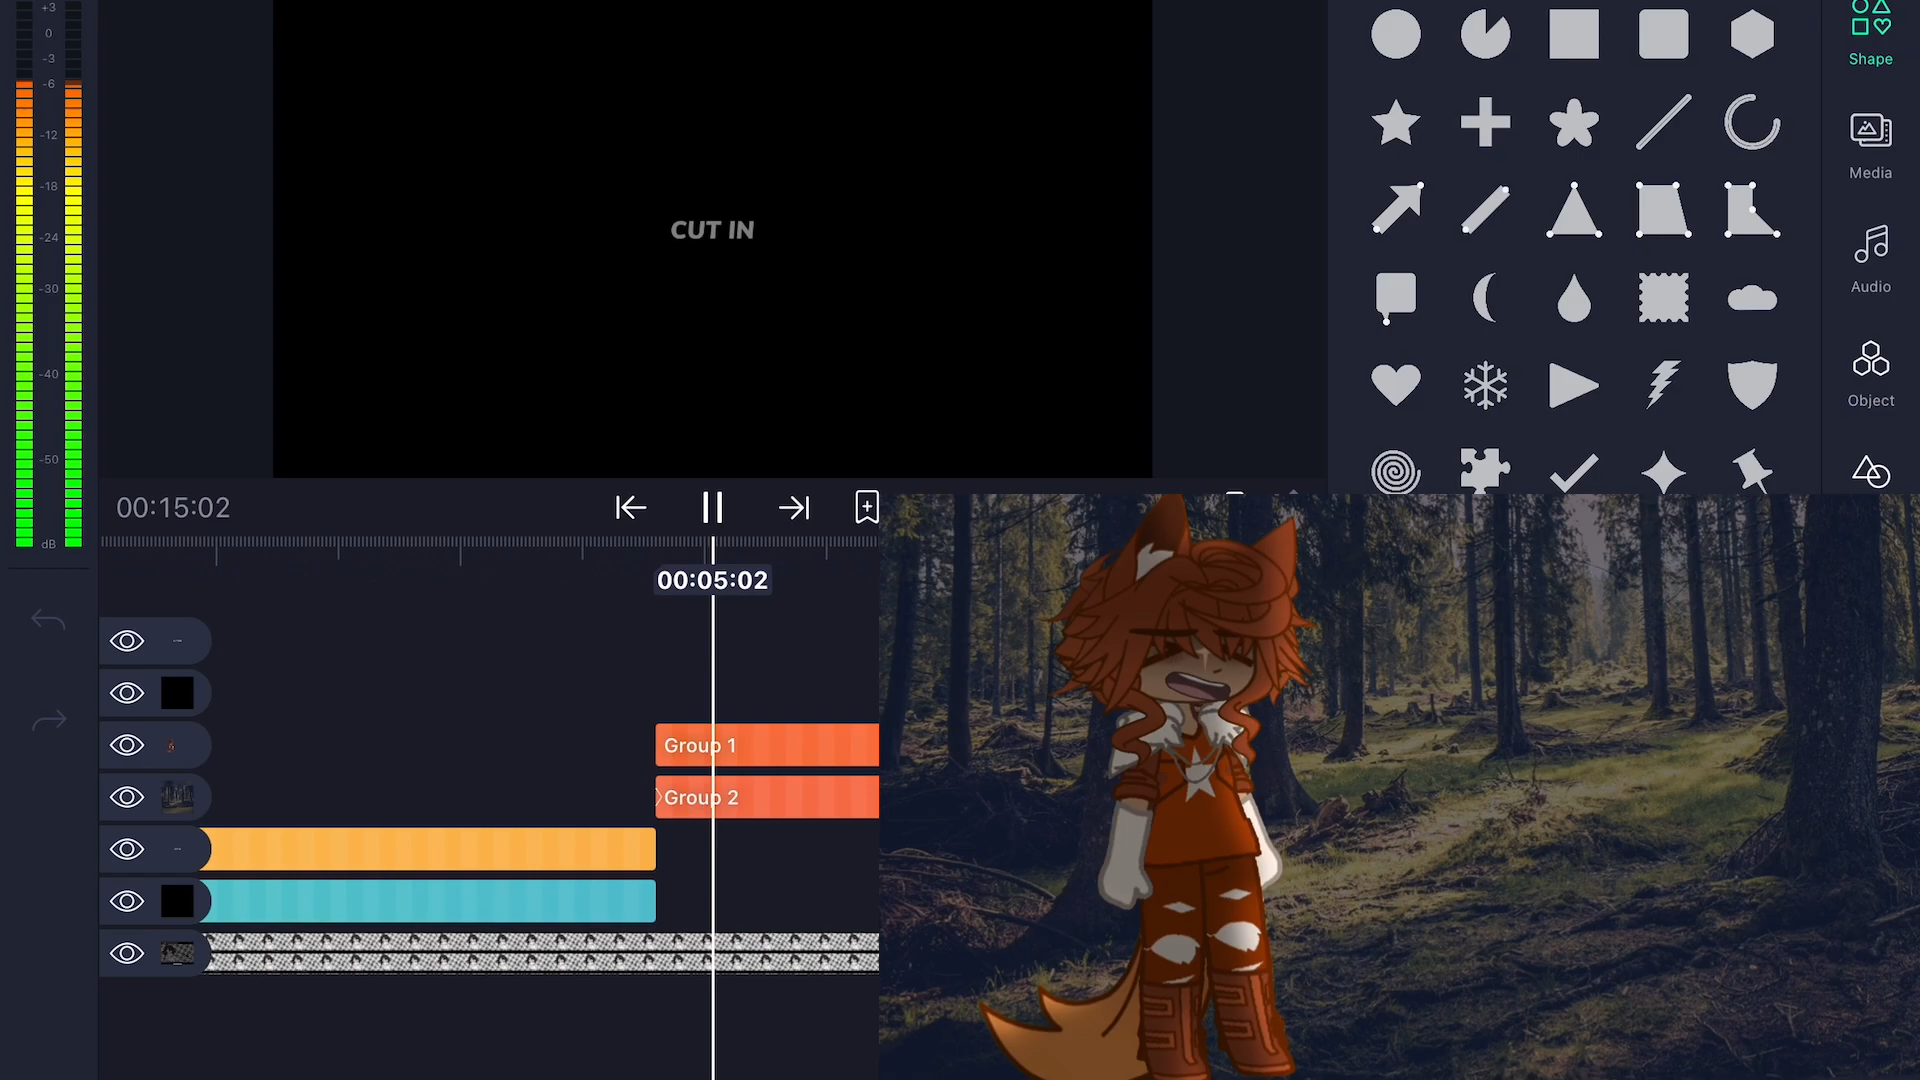 +3
0
-3
-6
-12
-18
-24
-30
-40
-50
dB
CUT IN
Shape
Media
Audio
Object
00:15:02
00:05:02
Group 1
Group 2